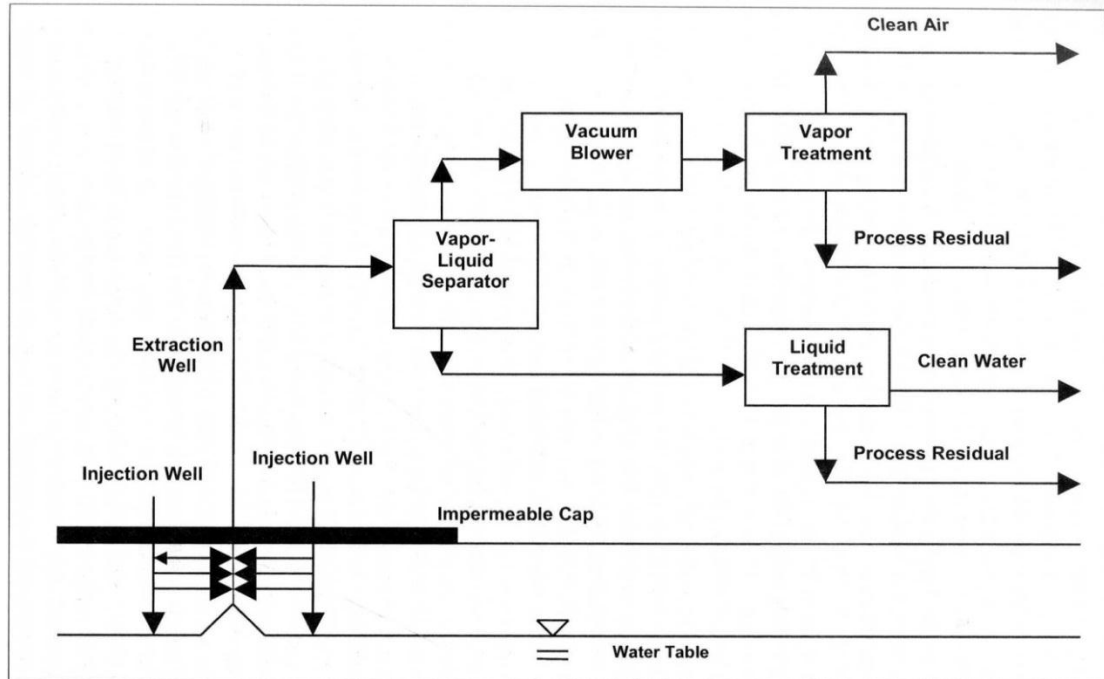 Clean Air
Vacuum
Blower
Vapor
Treatment
Vapor-
Liquid
Separator
Process Residual
Extraction
Well
Liquid
Treatment
Clean Water
Injection Well
Injection Well
Process Residual
Impermeable Cap
Water Table